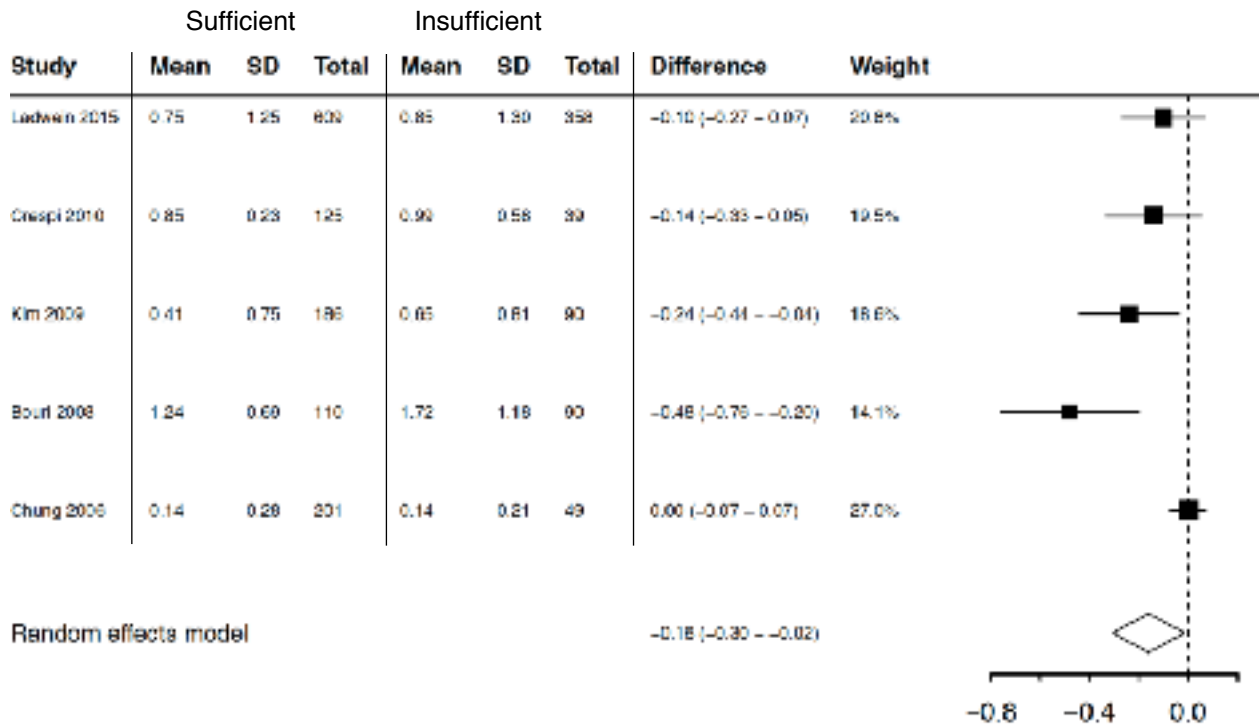 Sufficient Insufficient
Study Mean SD Total Mean SD Total Difference Weight
Ladwein 2015 0.75 1.25 609 0.85 1.30 358 −0.10 (−0.27 − 0.07) 20.8%
Crespi 2010 0.85 0.23 125 0.99 0.58 39 −0.14 (−0.33 − 0.05) 19.5%
Kim 2009 0.41 0.75 186 0.65 0.81 90 −0.24 (−0.44 − −0.04) 18.6%
Bouri 2008 1.24 0.69 110 1.72 1.18 90 −0.48 (−0.76 − −0.20) 14.1%
Chung 2006 0.14 0.28 201 0.14 0.21 49 0.00 (−0.07 − 0.07) 27.0%
Random effects model −0.16 (−0.30 − −0.02)
−0.8 −0.4 0.0